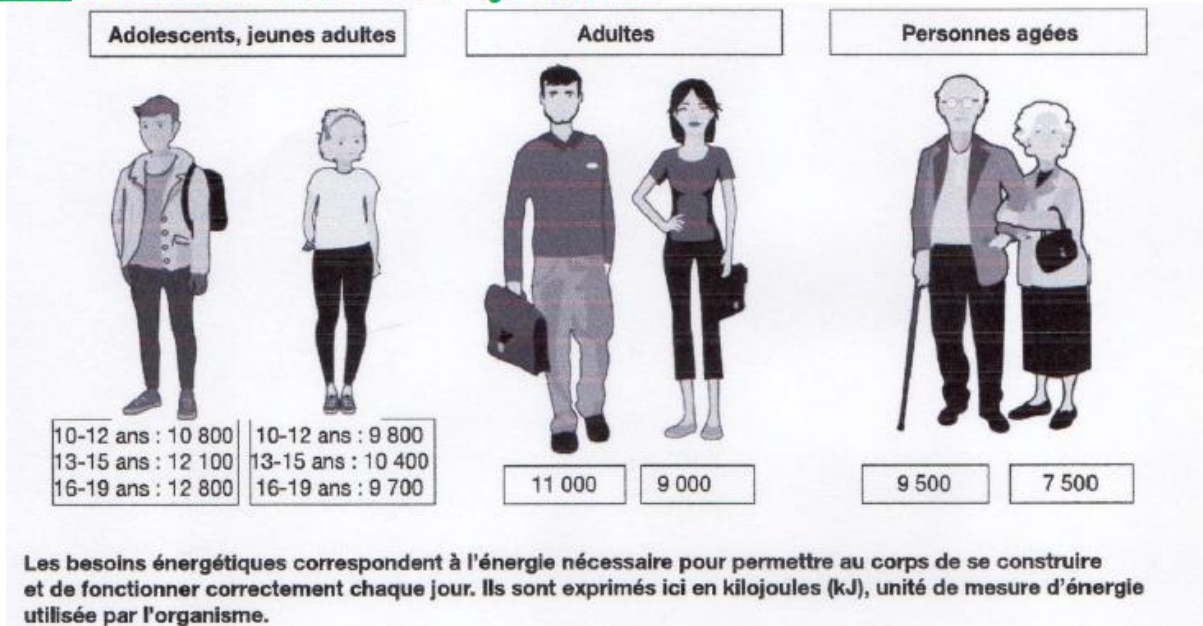 Adolescents, jeunes adultes
Adultes
Personnes agées
10-12 ans : 10 800
13-15 ans : 12 100
16-19 ans : 12 800
10-12 ans : 9 800
13-15 ans : 10 400
16-19 ans : 9 700
11 000
9 000
9 500
7 500
Les besoins énergétiques correspondent à l'énergie nécessaire pour permettre au corps de se construire
et de fonctionner correctement chaque jour. Ils sont exprimés ici en kilojoules (kJ), unité de mesure d'énergie
utilisée par l'organisme.